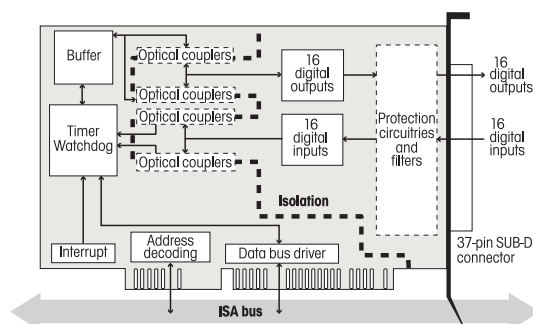 Buffer
Optical couplers
Optical couplers
Optical couplers
Optical couplers
Timer
Watchdog
16
digital
outputs
16
digital
inputs
Protection
circuitries
and
filters
16
digital
outputs
16
digital
inputs
Isolation
Interrupt
Address
decoding
Data bus driver
37-pin SUB-D
connector
ISA bus